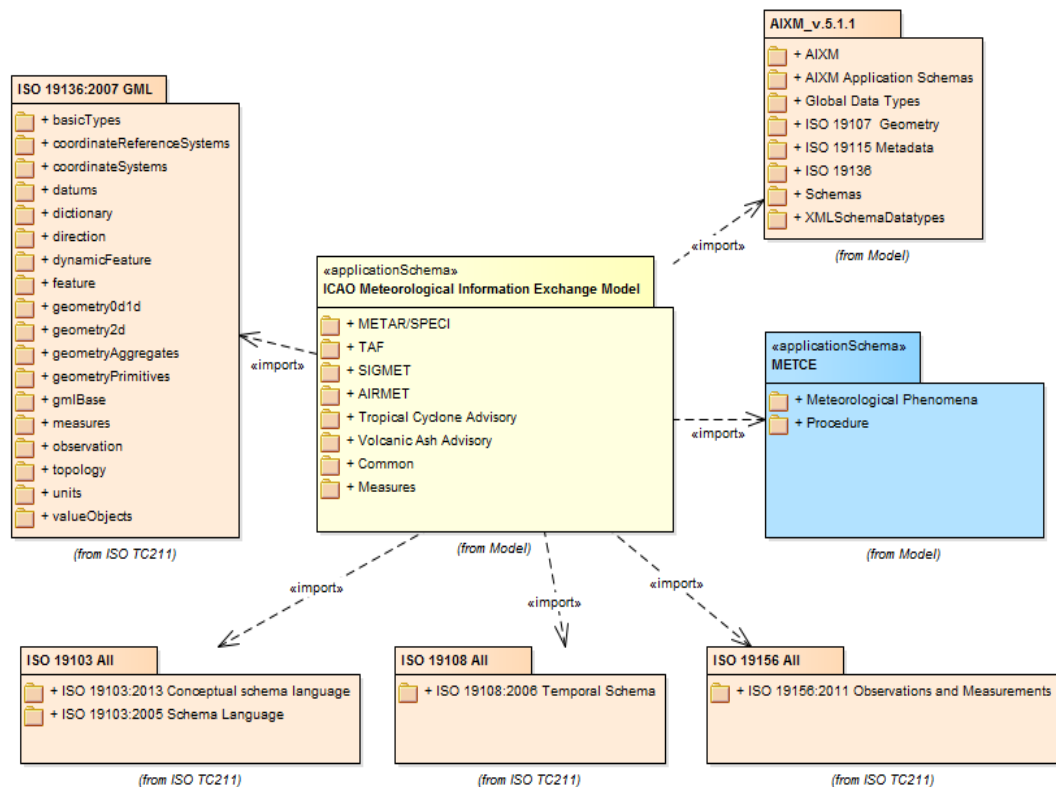 AIXM_v.5.1.1
+ AIXM
+ AIXM Application Schemas
+ Global Data Types
+ ISO 19107  Geometry
+ ISO 19115 Metadata
+ ISO 19136
+ Schemas
+ XMLSchemaDatatypes
(from Model)
ISO 19136:2007 GML
+ basicTypes
+ coordinateReferenceSystems
+ coordinateSystems
+ datums
+ dictionary
+ direction
+ dynamicFeature
+ feature
+ geometry0d1d
+ geometry2d
+ geometryAggregates
+ geometryPrimitives
+ gmlBase
+ measures
+ observation
+ topology
+ units
+ valueObjects
(from ISO TC211)
«import»
«applicationSchema»
ICAO Meteorological Information Exchange Model
+ METAR/SPECI
+ TAF
+ SIGMET
+ AIRMET
+ Tropical Cyclone Advisory
+ Volcanic Ash Advisory
+ Common
+ Measures
(from Model)
«import»
«import»
«applicationSchema»
METCE
+ Meteorological Phenomena
+ Procedure
(from Model)
«import»
«import»
«import»
ISO 19103 All
+ ISO 19103:2013 Conceptual schema language
+ ISO 19103:2005 Schema Language
(from ISO TC211)
ISO 19108 All
+ ISO 19108:2006 Temporal Schema
(from ISO TC211)
ISO 19156 All
+ ISO 19156:2011 Observations and Measurements
(from ISO TC211)